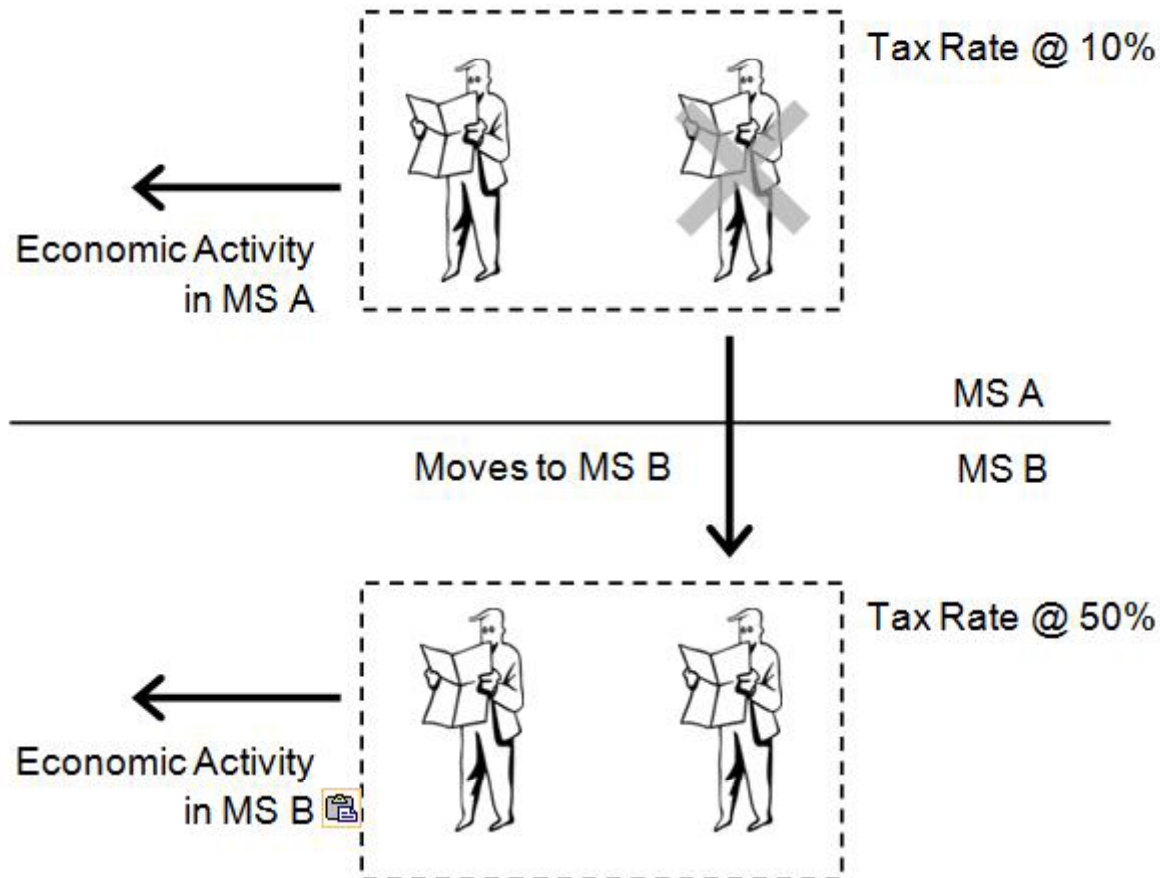 Tax Rate @ 10%
Economic Activity
in MS A
MS A
Moves to MS B
MS B
Tax Rate @ 50%
Economic Activity
in MS B